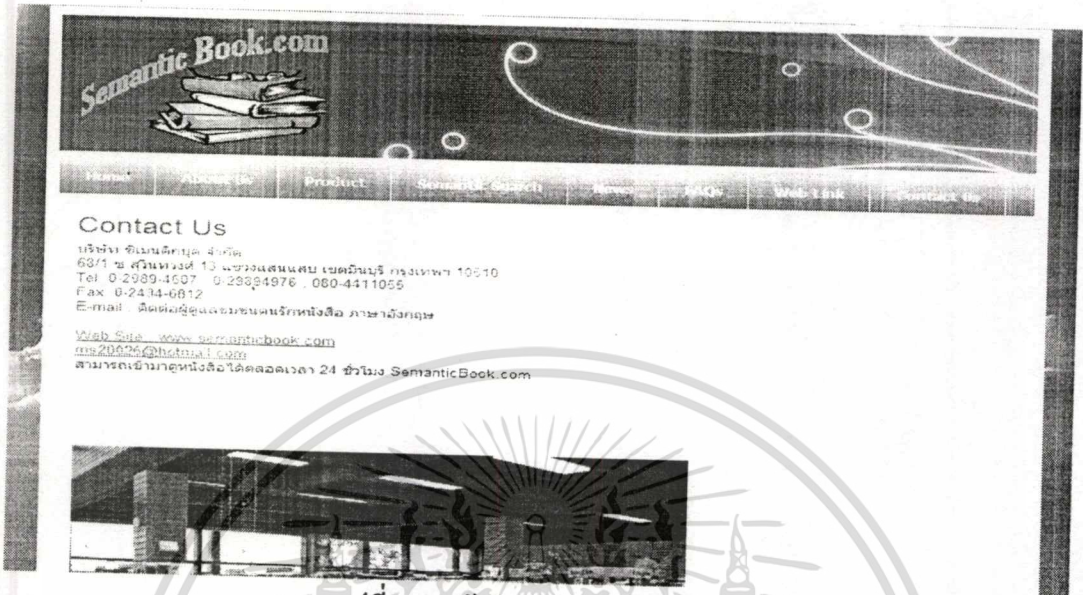 Semantic Book.com
Home About Us Product Semantic Search News FAQs Web Link Contact Us
Contact Us
บริษัท ซีแมนติกบุค จำกัด
68/1 ซ สุวินทวงศ์ 13 แขวงแสนแสบ เขตมีนบุรี กรุงเทพฯ 10510
Tel 0-2989-4607 0-29894976 , 080-4411055
Fax 0-2434-6812
E-mail : ติดต่อผู้ดูแลชมชนคนรักหนังสือ ภาษาอังกฤษ
Web Site : www.semanticbook.com
ms20026@hotmail.com
สามารถเข้ามาดูหนังสือได้ตลอดเวลา 24 ชั่วโมง SemanticBook.com